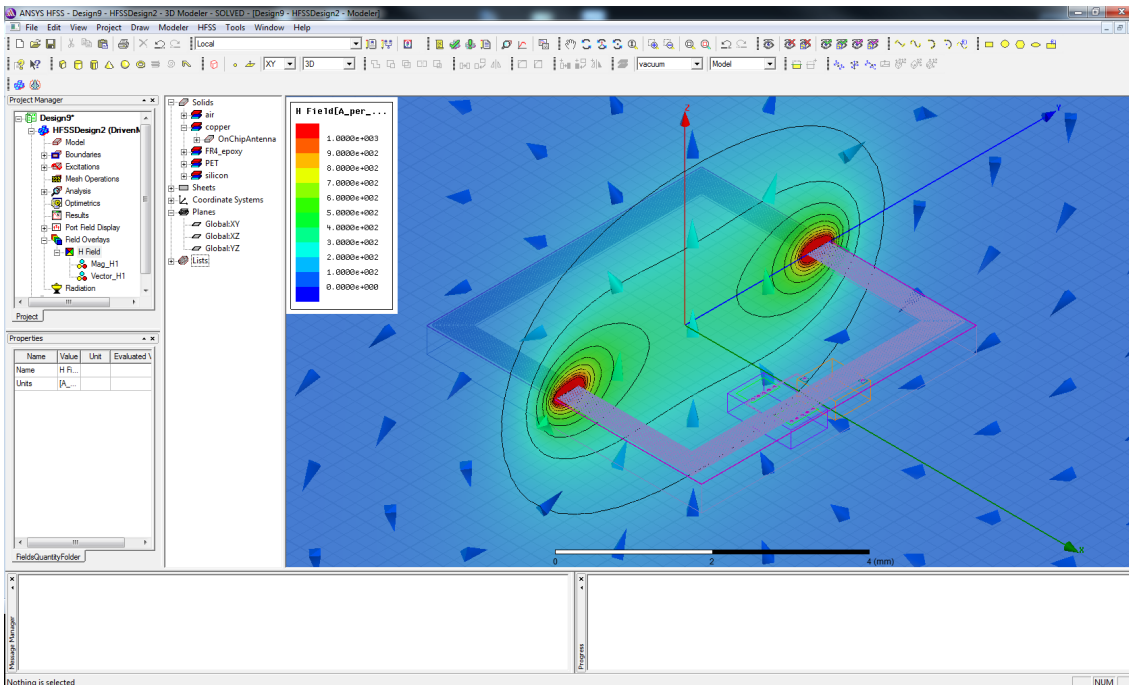 ANSYS HFSS - Design9 - HFSSDesign2 - 3D Modeler - SOLVED - [Design9 - HFSSDesign2 - Modeler]
File Edit View Project Draw Modeler HFSS Tools Window Help
Local
XY
3D
vacuum
Model
Project Manager
Design9*
HFSSDesign2 (DrivenM
Model
Boundaries
Excitations
Mesh Operations
Analysis
Optimetrics
Results
Port Field Display
Field Overlays
H Field
Mag_H1
Vector_H1
Radiation
Project
Properties
Name Value Unit Evaluated V
Name H Fi...
Units [A_...
FieldsQuantityFolder
Solids
air
copper
OnChipAntenna
FR4_epoxy
PET
silicon
Sheets
Coordinate Systems
Planes
Global:XY
Global:XZ
Global:YZ
Lists
H Field[A_per_...
1.0000e+003
9.0000e+002
8.0000e+002
7.0000e+002
6.0000e+002
5.0000e+002
4.0000e+002
3.0000e+002
2.0000e+002
1.0000e+002
0.0000e+000
Z
Y
X
0 2 4 (mm)
Message Manager
Progress
Nothing is selected
NUM